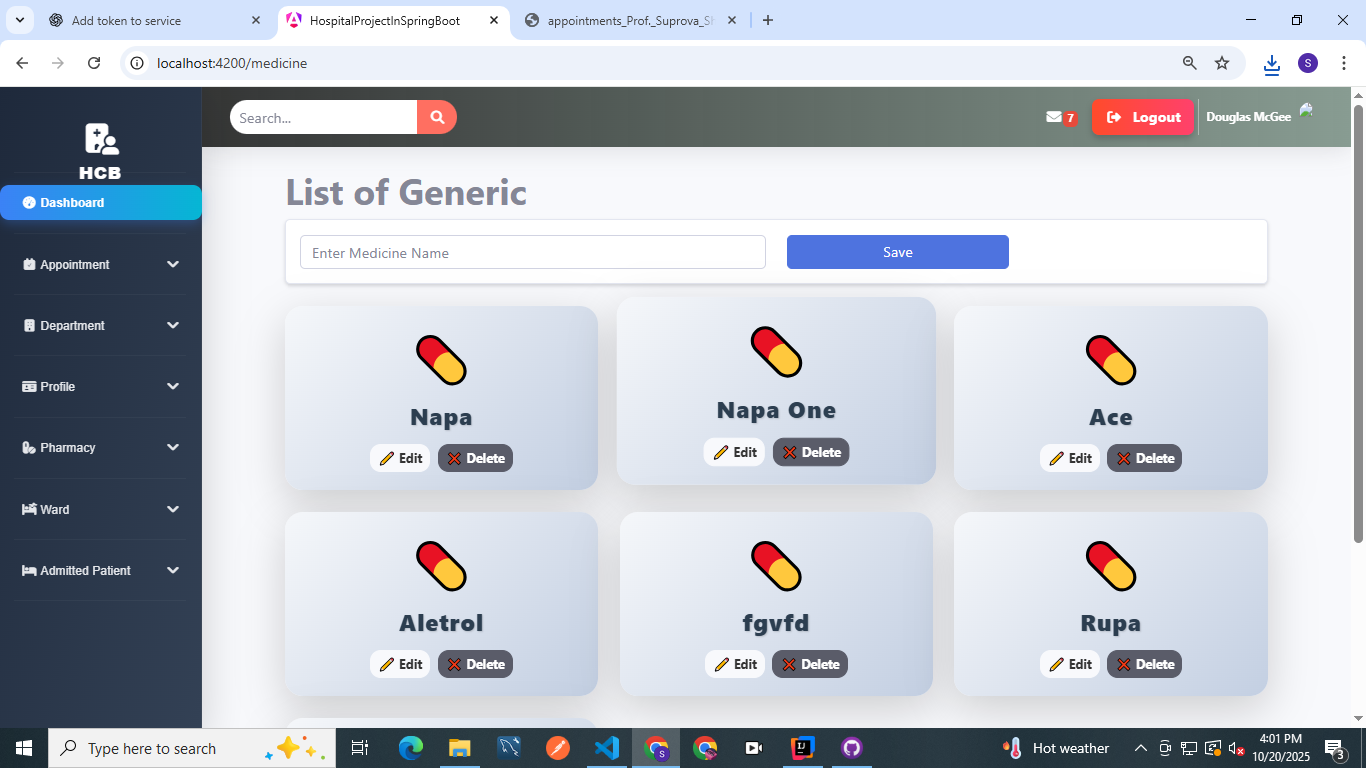 Add token to service
HospitalProjectInSpringBoot
appointments_Prof._Suprova_
localhost:4200/medicine
S
HCB
Search...
7
Logout
Douglas McGee
Dashboard
Appointment
Department
Profile
Pharmacy
Ward
Admitted Patient
List of Generic
Enter Medicine Name
Save
Napa
Edit
Delete
Napa One
Edit
Delete
Ace
Edit
Delete
Aletrol
Edit
Delete
fgvfd
Edit
Delete
Rupa
Edit
Delete
Type here to search
Hot weather
4:01 PM
10/20/2025
3